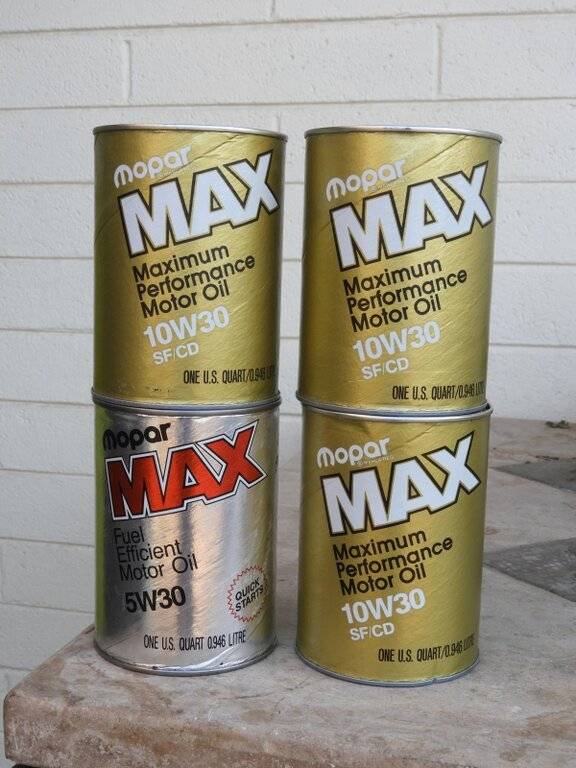 mopar
MAX
Maximum
Performance
Motor Oil
10W30
SF/CD
ONE U.S. QUART/0.946 LITRE
mopar
MAX
Maximum
Performance
Motor Oil
10W30
SF/CD
ONE U.S. QUART/0.946 LITRE
mopar
MAX
Fuel
Efficient
Motor Oil
5W30
QUICK
STARTS
ONE U.S. QUART 0.946 LITRE
mopar
MAX
Maximum
Performance
Motor Oil
10W30
SF/CD
ONE U.S. QUART/0.946 LITRE